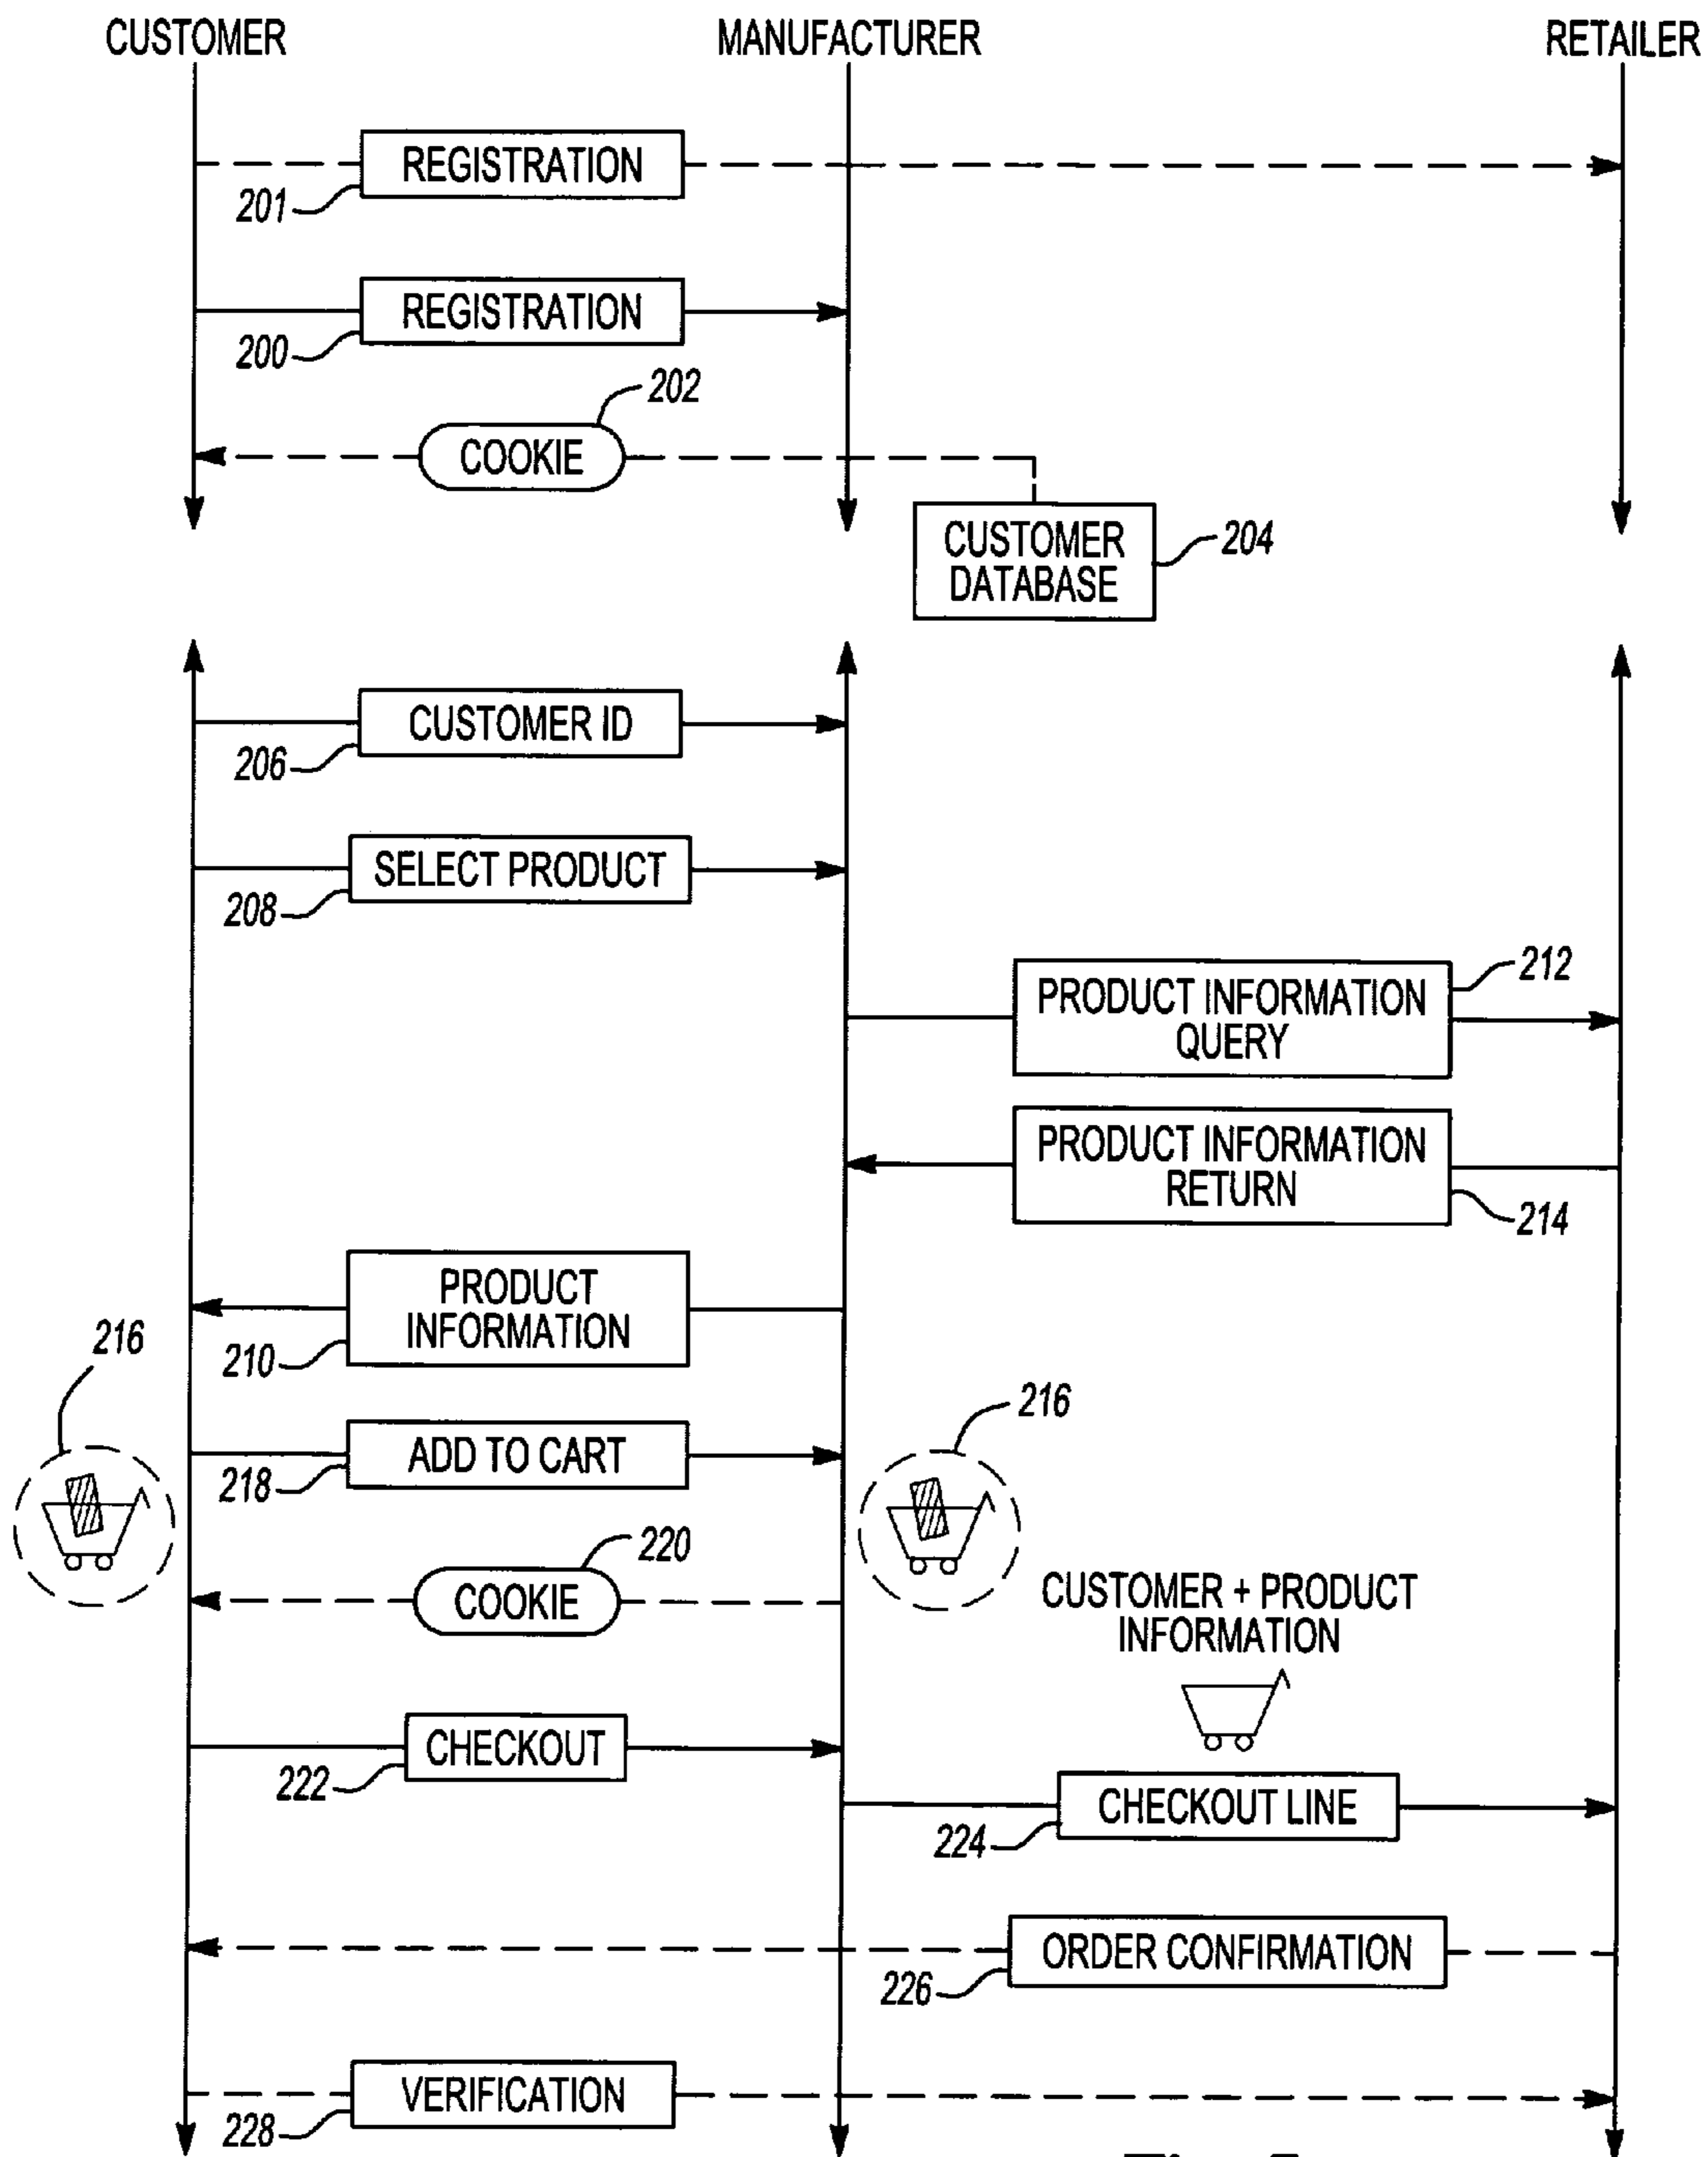 CUSTOMER
MANUFACTURER
RETAILER
REGISTRATION
201
REGISTRATION
200
202
COOKIE
CUSTOMER
DATABASE
204
CUSTOMER ID
206
SELECT PRODUCT
208
PRODUCT INFORMATION
QUERY
212
PRODUCT INFORMATION
RETURN
214
PRODUCT
INFORMATION
210
216
ADD TO CART
218
216
220
COOKIE
CUSTOMER + PRODUCT
INFORMATION
CHECKOUT
222
CHECKOUT LINE
224
ORDER CONFIRMATION
226
VERIFICATION
228